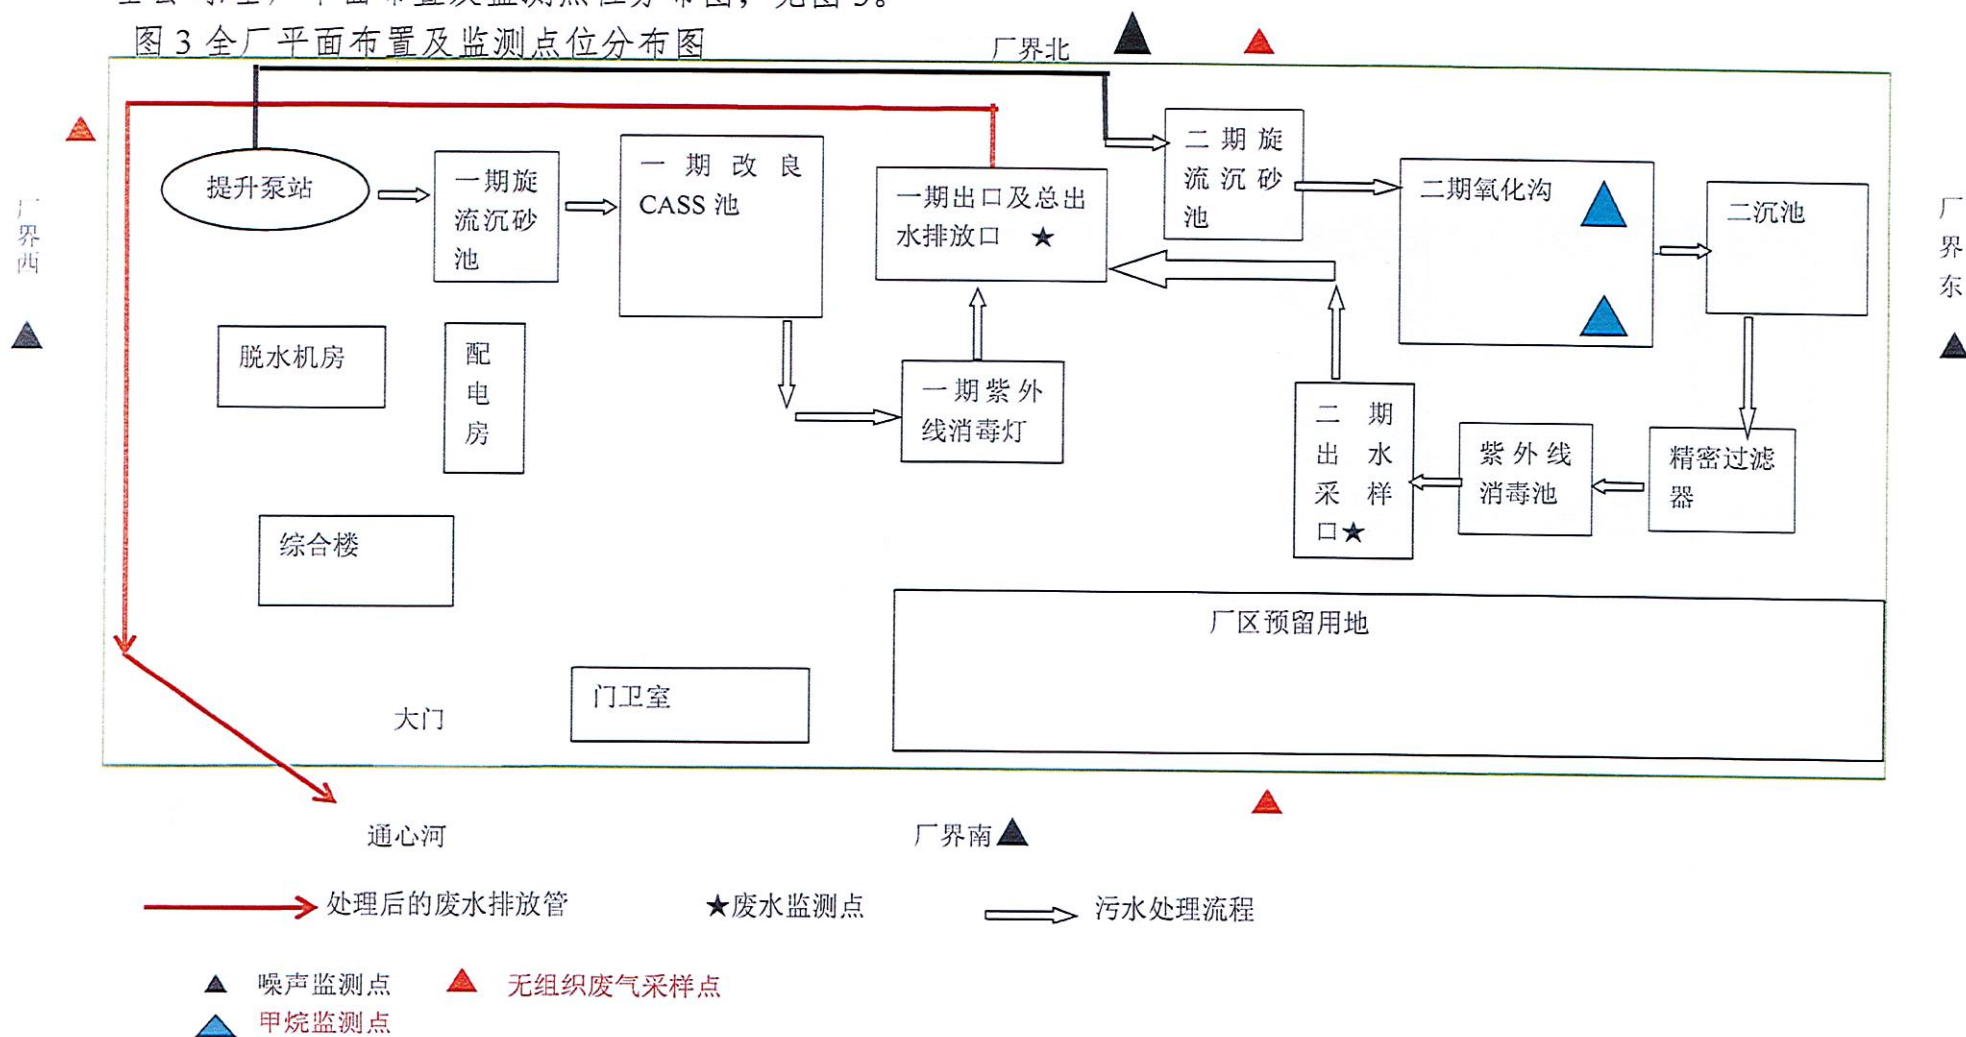 图 3 全厂平面布置及监测点位分布图
厂界北
提升泵站
一期旋
流沉砂
池
一期改良
CASS 池
一期出口及总出
水排放口 ★
二期旋
流沉砂
池
二期氧化沟
二沉池
厂
界
西
厂
界
东
脱水机房
配
电
房
一期紫外
线消毒灯
二期
出水
采样
口★
紫外线
消毒池
精密过滤
器
综合楼
厂区预留用地
门卫室
大门
通心河
厂界南
处理后的废水排放管
★废水监测点
污水处理流程
噪声监测点
无组织废气采样点
甲烷监测点